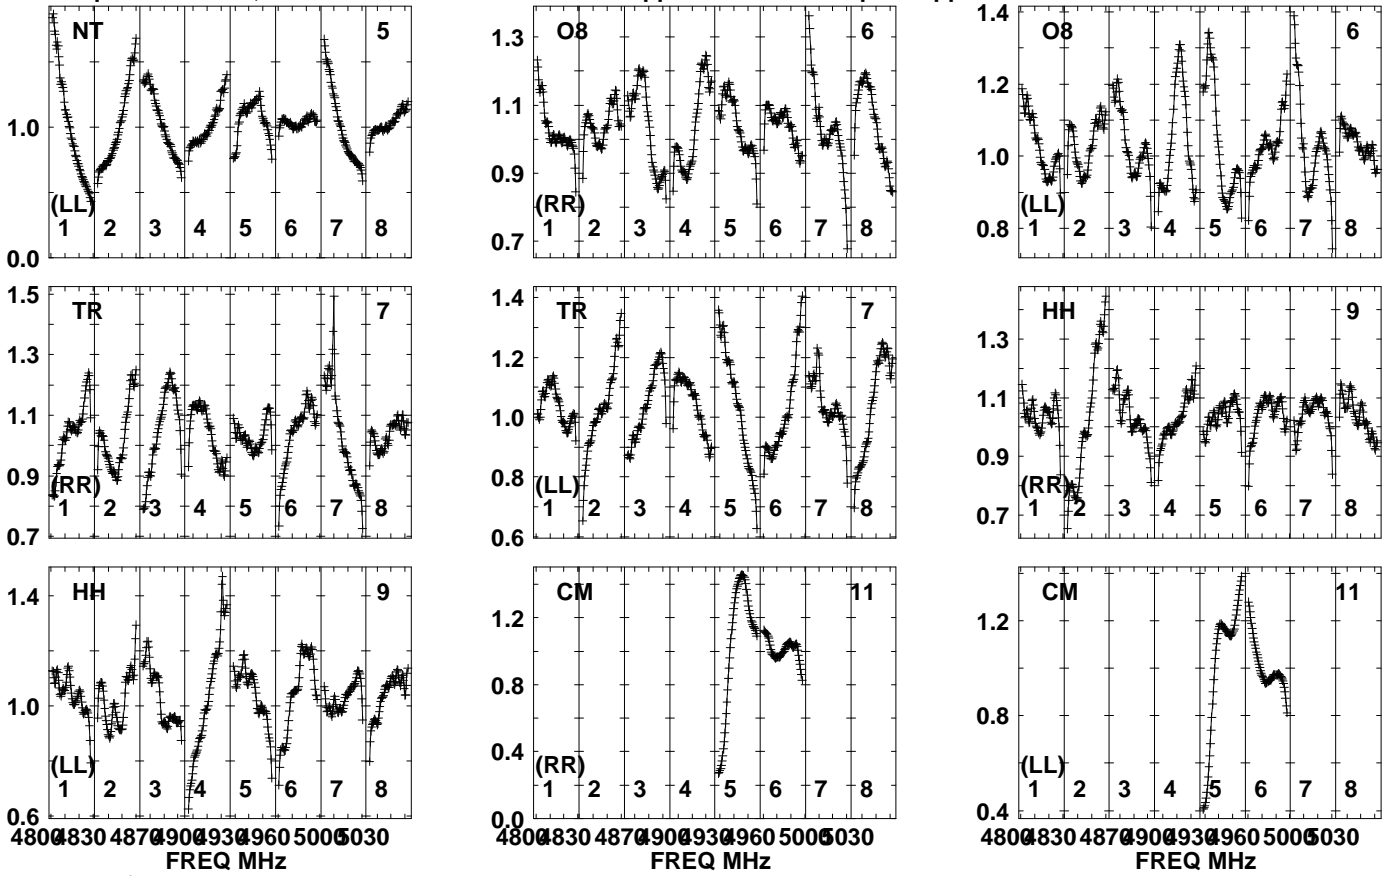 NT 5
1.0
0.0
(LL)
1 2 3 4 5 6 7 8
O8 6
1.3
1.1
0.9
0.7
(RR)
1 2 3 4 5 6 7 8
O8 6
1.4
1.2
1.0
0.8
(LL)
1 2 3 4 5 6 7 8
TR 7
1.5
1.3
1.1
0.9
0.7
(RR)
1 2 3 4 5 6 7 8
TR 7
1.4
1.2
1.0
0.8
0.6
(LL)
1 2 3 4 5 6 7 8
HH 9
1.3
1.1
0.9
0.7
(RR)
1 2 3 4 5 6 7 8
HH 9
1.4
1.0
0.6
(LL)
1 2 3 4 5 6 7 8
4800 4830 4870 4900 4930 4960 5000 5030
FREQ MHz
CM 11
1.2
0.8
0.4
0.0
(RR)
1 2 3 4 5 6 7 8
4800 4830 4870 4900 4930 4960 5000 5030
FREQ MHz
CM 11
1.2
0.8
0.4
(LL)
1 2 3 4 5 6 7 8
4800 4830 4870 4900 4930 4960 5000 5030
FREQ MHz